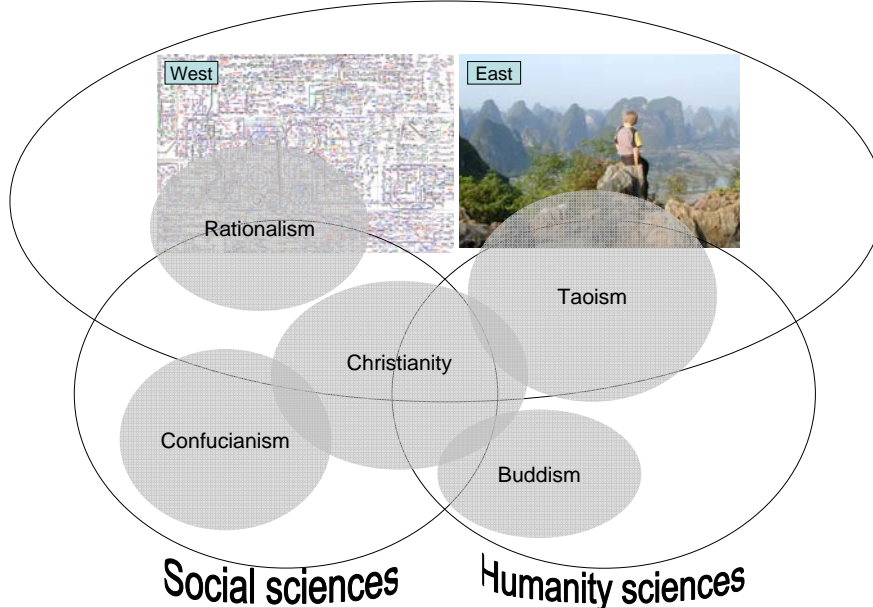 West
East
Rationalism
Taoism
Christianity
Confucianism
Buddism
Social sciences
Humanity sciences